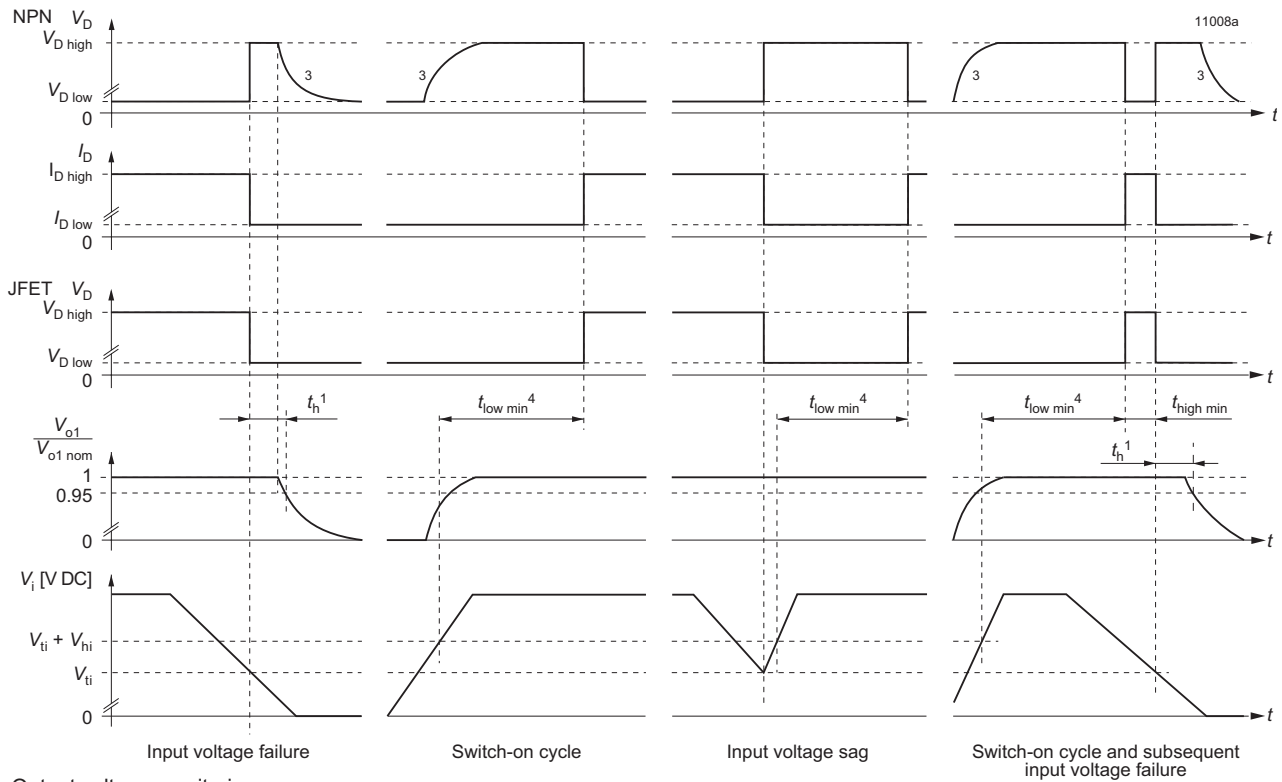 NPN V_D
11008a
V_D high
3
3
3
3
V_D low
0
t
I_D
I_D high
I_D low
0
t
JFET V_D
V_D high
V_D low
0
t
t_h^1
t_low min^4
t_low min^4
t_low min^4
t_high min
V_o1
V_o1 nom
t_h^1
1
0.95
0
t
V_i [V DC]
V_ti + V_hi
V_ti
0
t
Input voltage failure
Switch-on cycle
Input voltage sag
Switch-on cycle and subsequent
input voltage failure